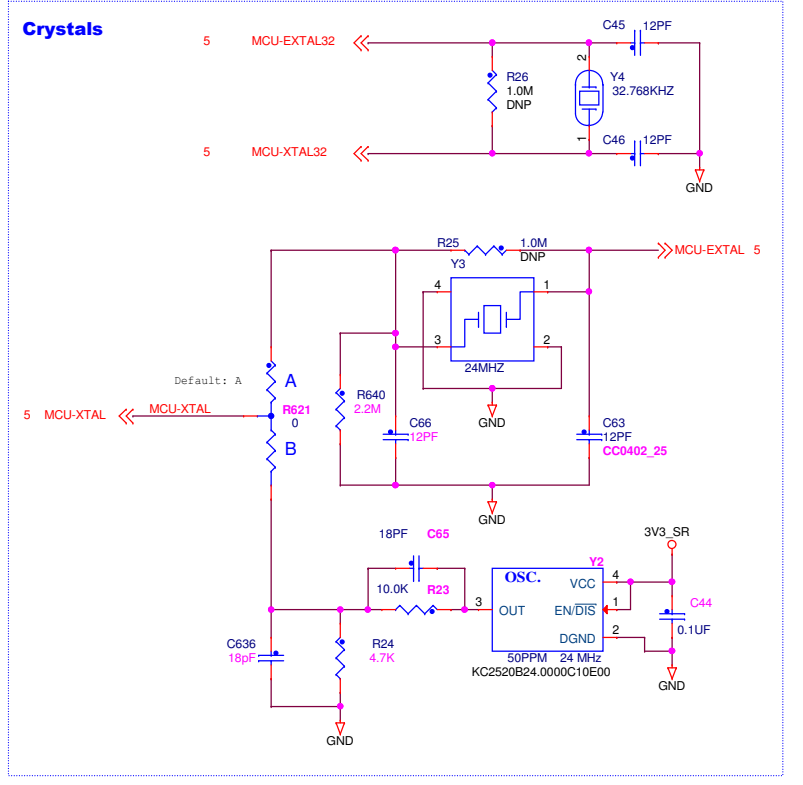 Crystals
C45 12PF
5 MCU-EXTAL32
2
R26
1.0M
DNP
Y4
32.768KHZ
1
5 MCU-XTAL32
C46 12PF
GND
R25 1.0M
DNP
MCU-EXTAL 5
Y3
4
1
3
2
24MHZ
GND
Default: A
A
R640
2.2M
5 MCU-XTAL
MCU-XTAL
R621
0
B
C66
12PF
C63
12PF
CC0402_25
GND
18PF C65
3V3_SR
10.0K R23
Y2
OSC.
VCC
4
3
OUT
EN/DIS
1
DGND
2
C44
0.1UF
C636
18pF
R24
4.7K
50PPM 24 MHz
KC2520B24.0000C10E00
GND
GND